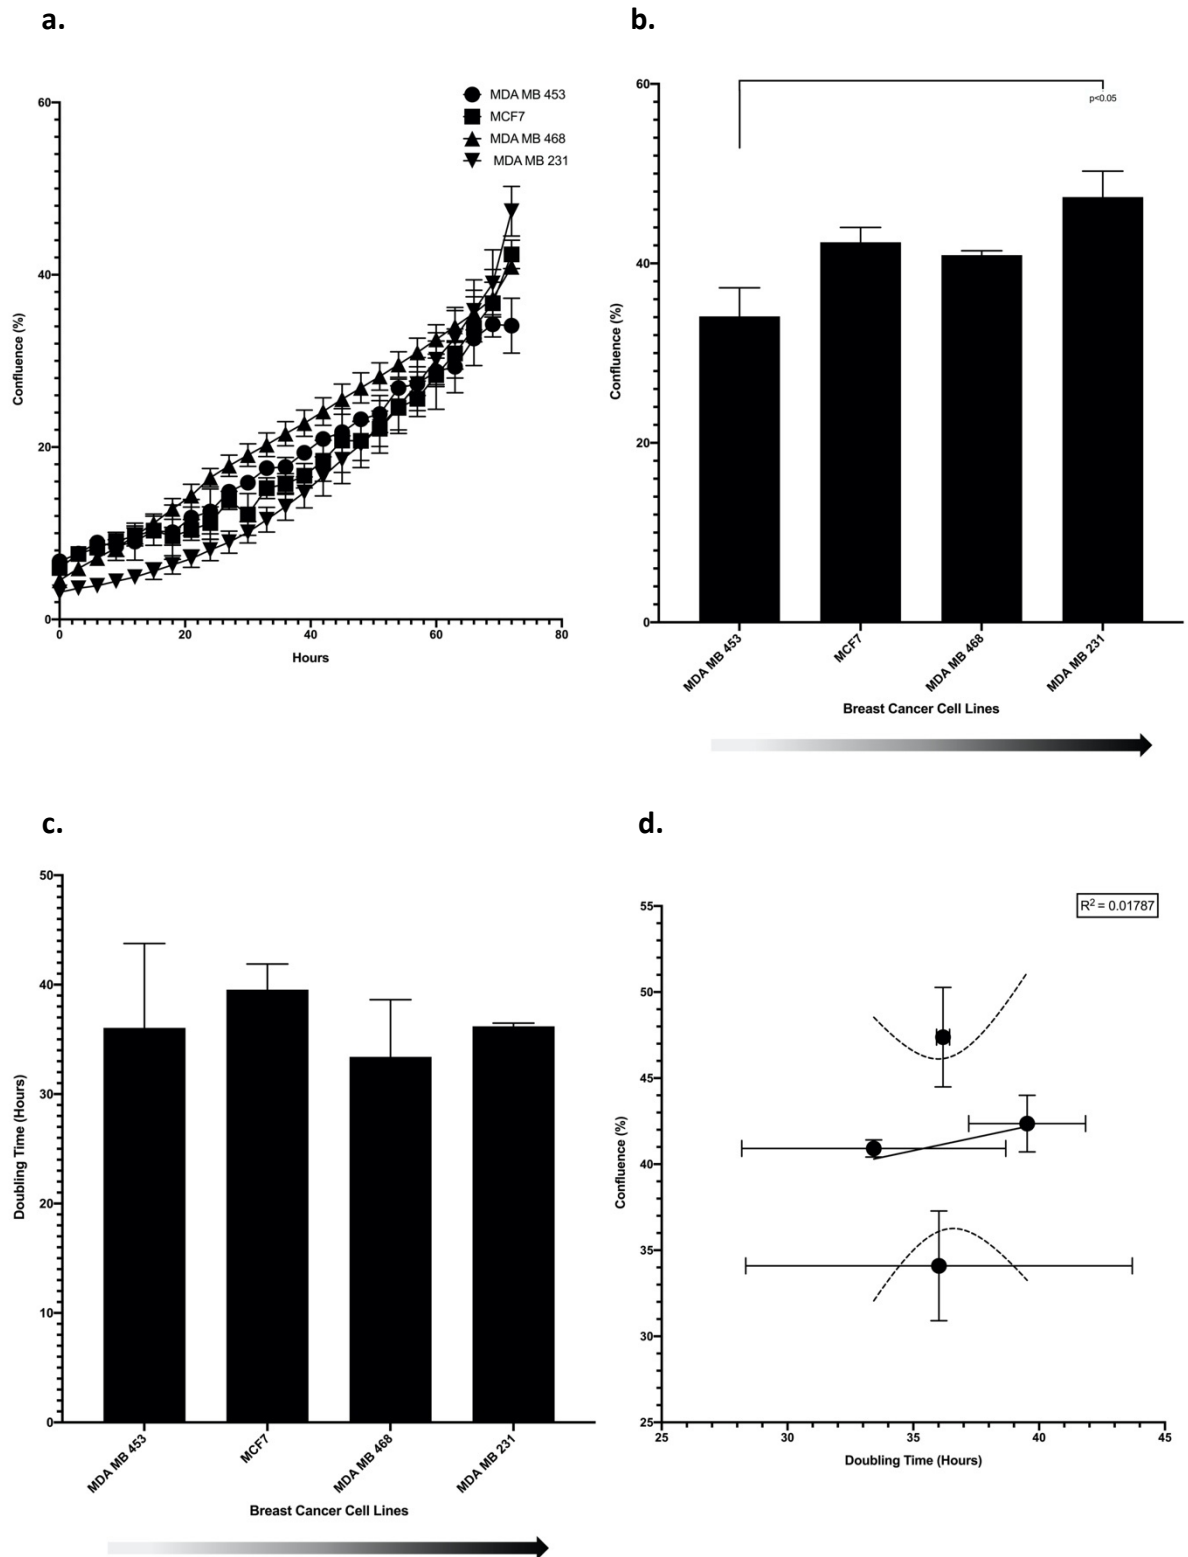 a.
60
40
20
0
0
20
40
60
80
Confluence (%)
Hours
MDA MB 453
MCF7
MDA MB 468
MDA MB 231
b.
60
40
20
0
Confluence (%)
p<0.05
MDA MB 453
MCF7
MDA MB 468
MDA MB 231
Breast Cancer Cell Lines
c.
50
40
30
20
10
0
Doubling Time (Hours)
MDA MB 453
MCF7
MDA MB 468
MDA MB 231
Breast Cancer Cell Lines
d.
R² = 0.01787
55
50
45
40
35
30
25
25
30
35
40
45
Confluence (%)
Doubling Time (Hours)